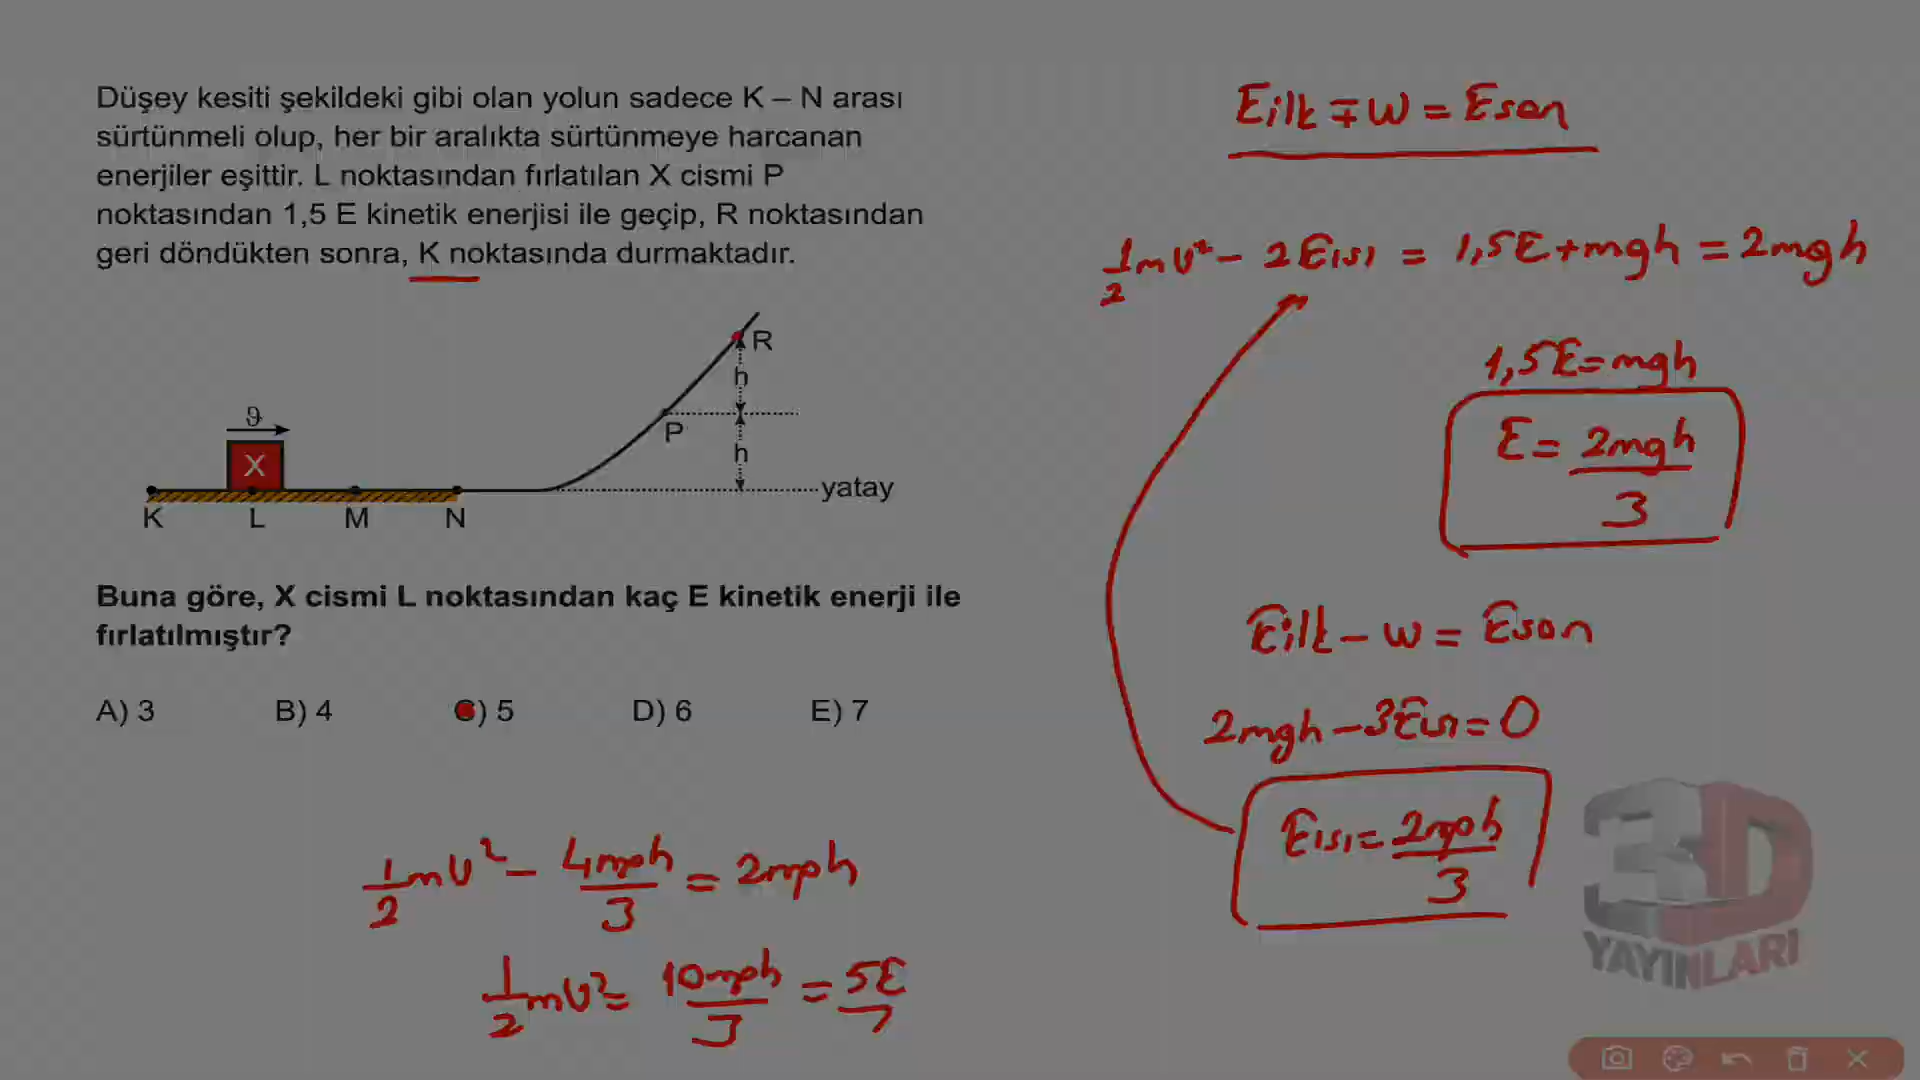 Düşey kesiti şekildeki gibi olan yolun sadece K – N arası
sürtünmeli olup, her bir aralıkta sürtünmeye harcanan
enerjiler eşittir. L noktasından fırlatılan X cismi P
noktasından 1,5 E kinetik enerjisi ile geçip, R noktasından
geri döndükten sonra, K noktasında durmaktadır.
R
h
ϑ
P
h
X
yatay
K L M N
Buna göre, X cismi L noktasından kaç E kinetik enerji ile
fırlatılmıştır?
A) 3 B) 4 C) 5 D) 6 E) 7
1/2 mv² - 4mgh/3 = 2mgh
1/2 mv² = 10mgh/3 = 5E
Eilk ∓ W = Eson
1/2 mv² - 2Eısı = 1,5E + mgh = 2mgh
1,5E = mgh
E = 2mgh/3
Eilk - W = Eson
2mgh - 3Eısı = 0
Eısı = 2mgh/3
3D
YAYINLARI